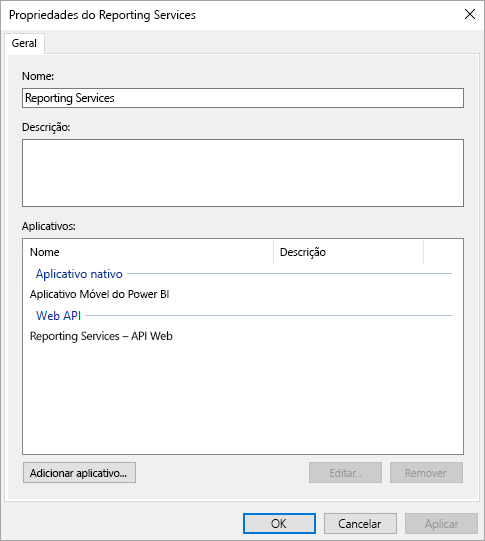 Propriedades do Reporting Services
Geral
Nome:
Reporting Services
Descrição:
Aplicativos:
Nome Descrição
Aplicativo nativo
Aplicativo Móvel do Power BI
Web API
Reporting Services – API Web
Adicionar aplicativo... Editar... Remover
OK Cancelar Aplicar